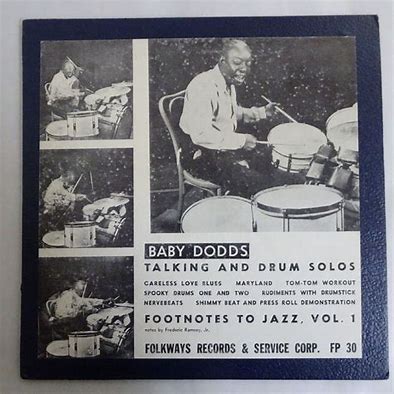 BABY DODDS
TALKING AND DRUM SOLOS
CARELESS LOVE BLUES MARYLAND TOM-TOM WORKOUT
SPOOKY DRUMS ONE AND TWO RUDIMENTS WITH DRUMSTICK
NERVEBEATS SHIMMY BEAT AND PRESS ROLL DEMONSTRATION
FOOTNOTES TO JAZZ, VOL. 1
notes by Frederic Ramsey, Jr.
FOLKWAYS RECORDS & SERVICE CORP. FP 30